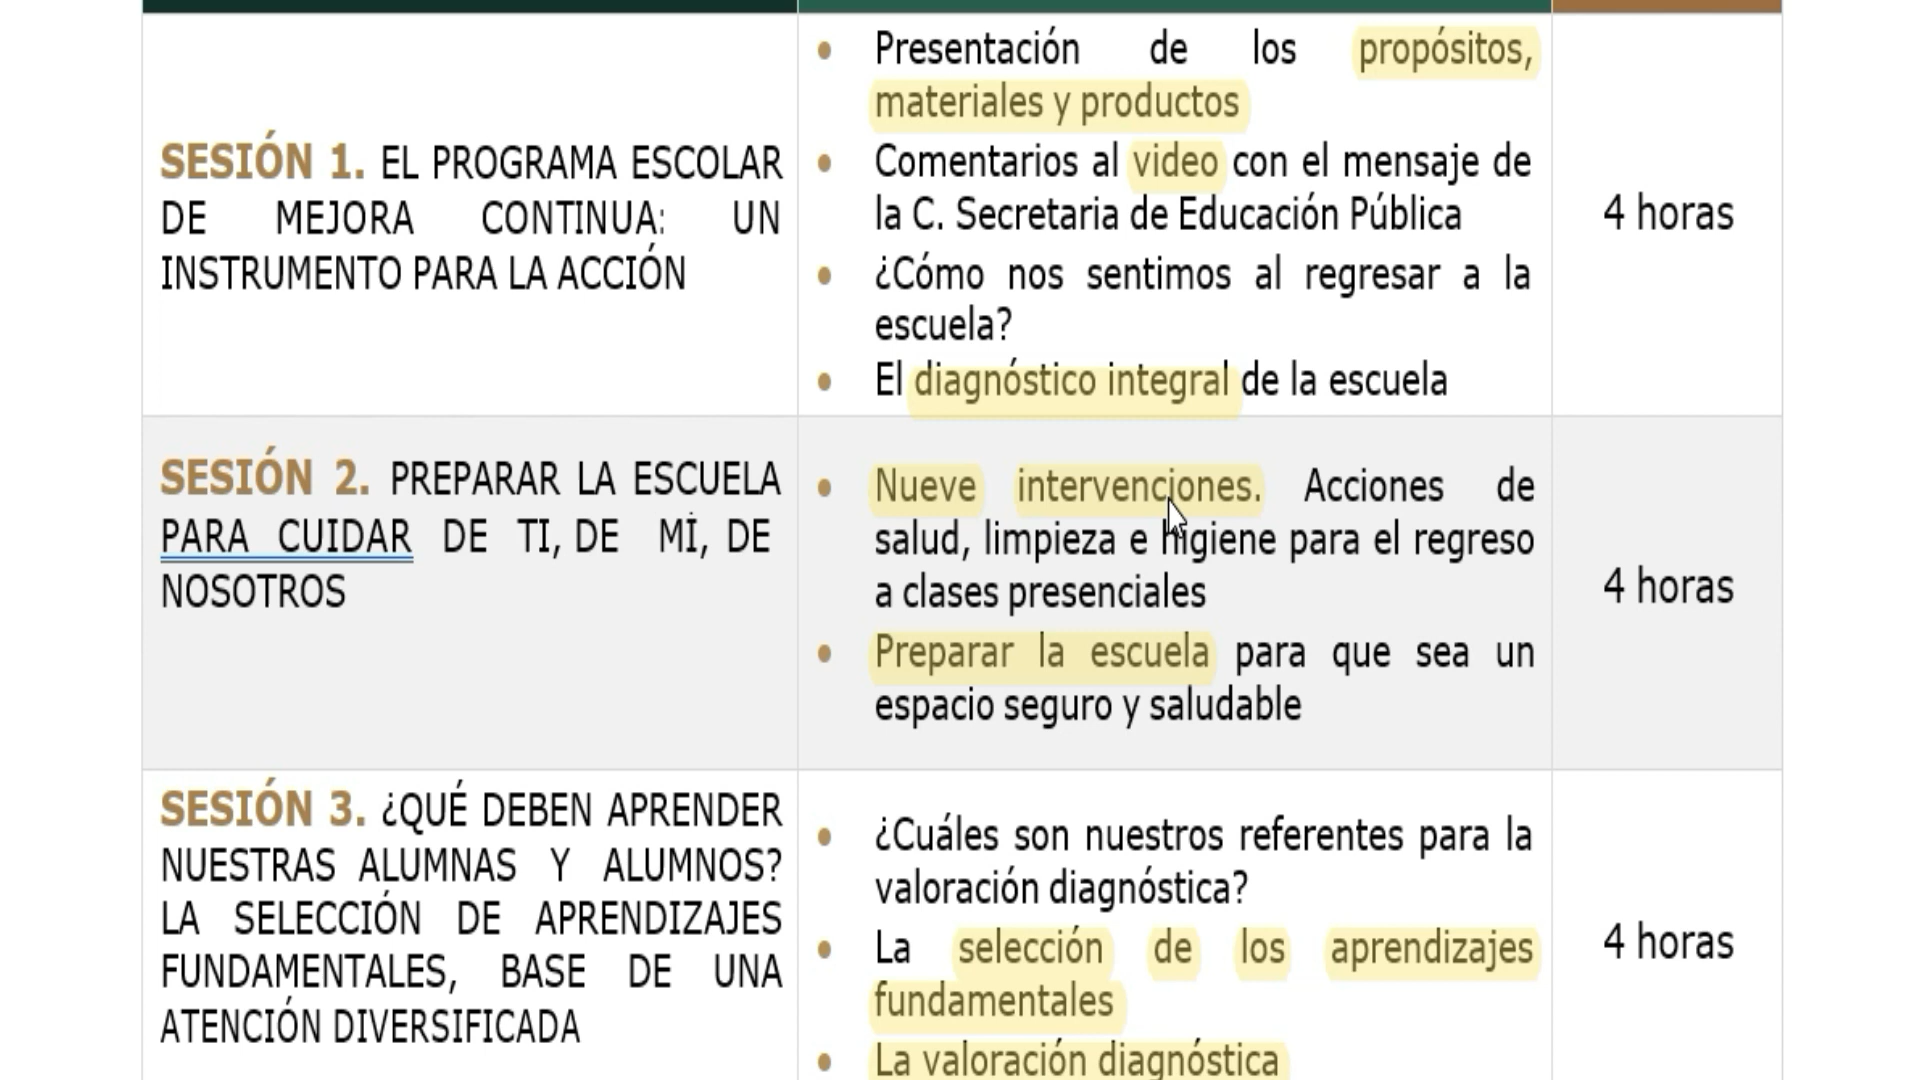 SESIÓN 1. EL PROGRAMA ESCOLAR
DE MEJORA CONTINUA: UN
INSTRUMENTO PARA LA ACCIÓN
Presentación de los propósitos,
materiales y productos
Comentarios al video con el mensaje de
la C. Secretaria de Educación Pública
¿Cómo nos sentimos al regresar a la
escuela?
El diagnóstico integral de la escuela
4 horas
SESIÓN 2. PREPARAR LA ESCUELA
PARA CUIDAR DE TI, DE MÍ, DE
NOSOTROS
Nueve intervenciones. Acciones de
salud, limpieza e higiene para el regreso
a clases presenciales
Preparar la escuela para que sea un
espacio seguro y saludable
4 horas
SESIÓN 3. ¿QUÉ DEBEN APRENDER
NUESTRAS ALUMNAS Y ALUMNOS?
LA SELECCIÓN DE APRENDIZAJES
FUNDAMENTALES, BASE DE UNA
ATENCIÓN DIVERSIFICADA
¿Cuáles son nuestros referentes para la
valoración diagnóstica?
La selección de los aprendizajes
fundamentales
La valoración diagnóstica
4 horas